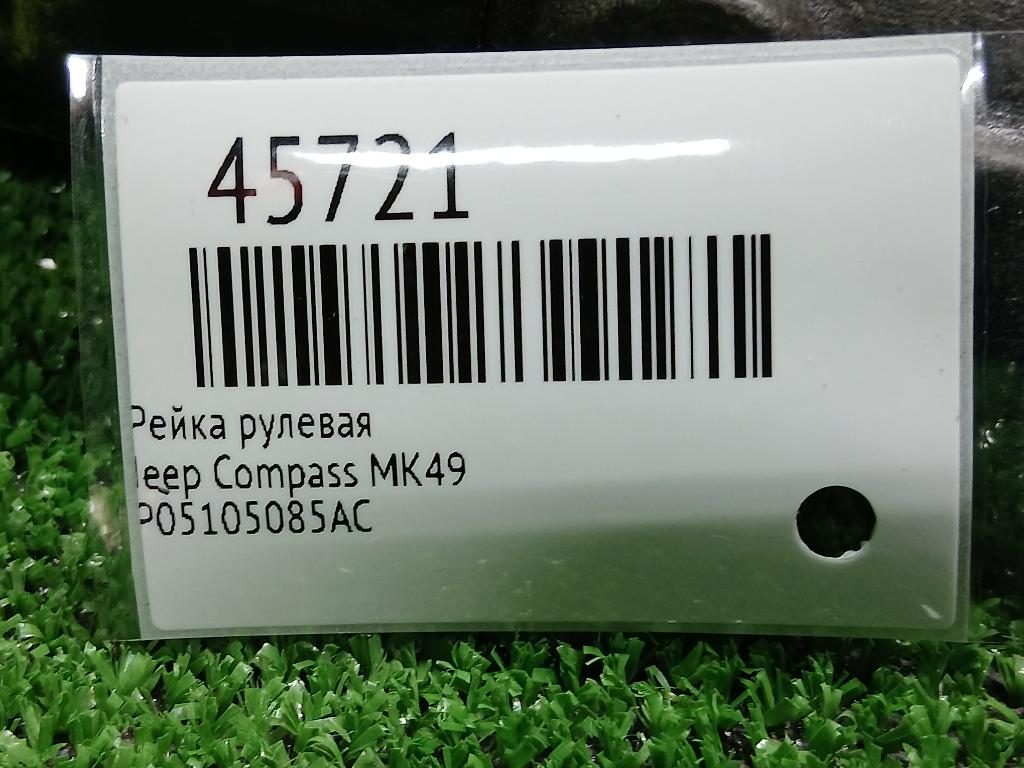 45721
Рейка рулевая
Jeep Compass MK49
P05105085AC